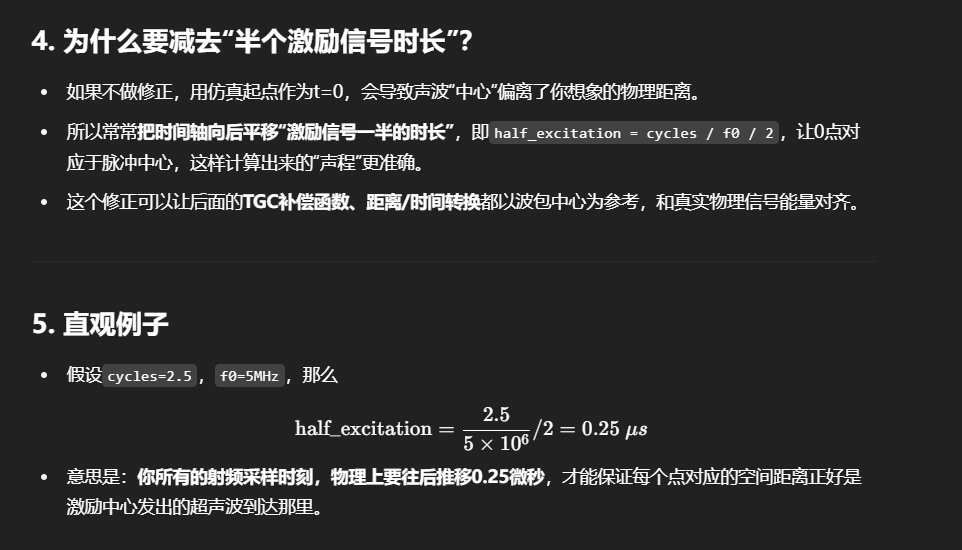 4. 为什么要减去“半个激励信号时长”？
• 如果不做修正，用仿真起点作为t=0，会导致声波“中心”偏离了你想象的物理距离。
• 所以常常把时间轴向后平移“激励信号一半的时长”，即 half_excitation = cycles / f0 / 2 ，让0点对
应于脉冲中心，这样计算出来的“声程”更准确。
• 这个修正可以让后面的TGC补偿函数、距离/时间转换都以波包中心为参考，和真实物理信号能量对齐。
5. 直观例子
• 假设 cycles=2.5 ， f0=5MHz ，那么
half_excitation = \frac{2.5}{5 × 10^6}/2 = 0.25 μs
• 意思是：你所有的射频采样时刻，物理上要往后推移0.25微秒，才能保证每个点对应的空间距离正好是
激励中心发出的超声波到达那里。